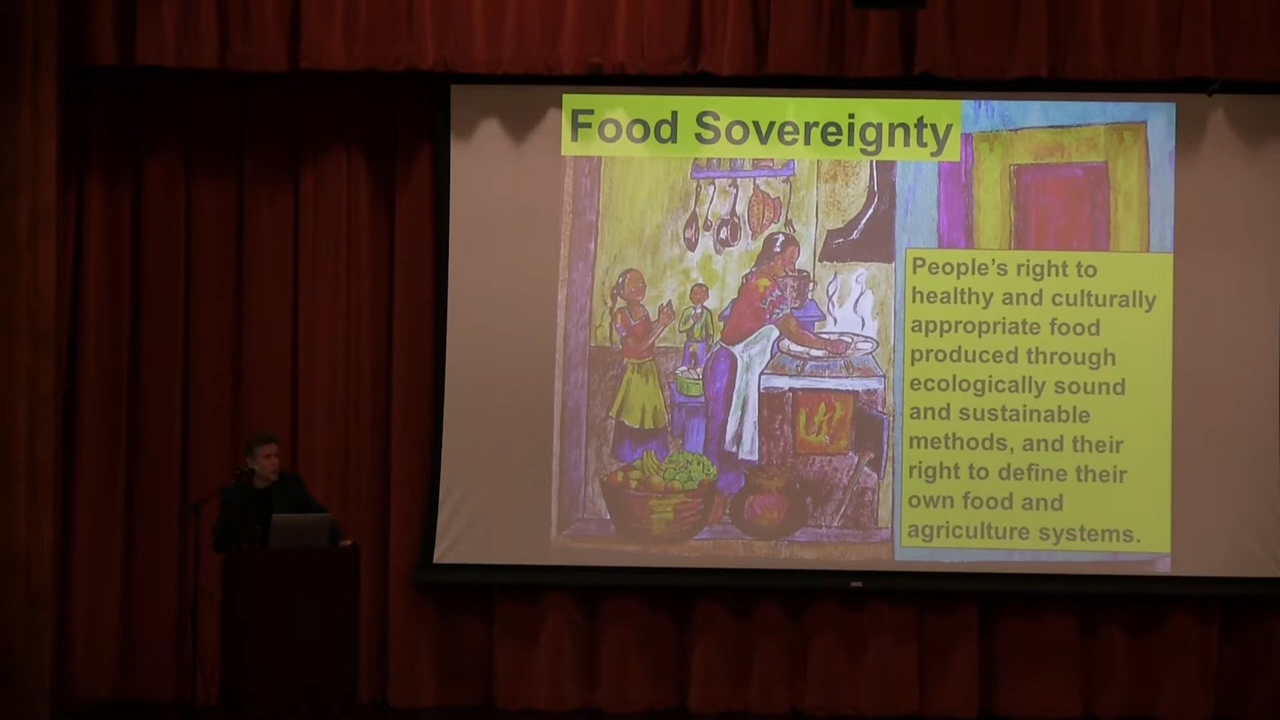 Food Sovereignty
People's right to
healthy and culturally
appropriate food
produced through
ecologically sound
and sustainable
methods, and their
right to define their
own food and
agriculture systems.